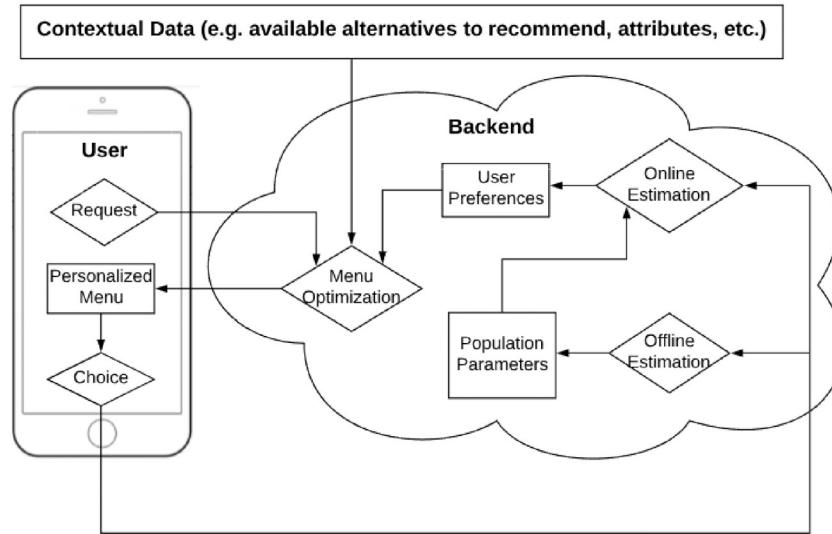 Contextual Data (e.g. available alternatives to recommend, attributes, etc.)
User
Request
Personalized
Menu
Choice
Backend
User
Preferences
Online
Estimation
Menu
Optimization
Population
Parameters
Offline
Estimation